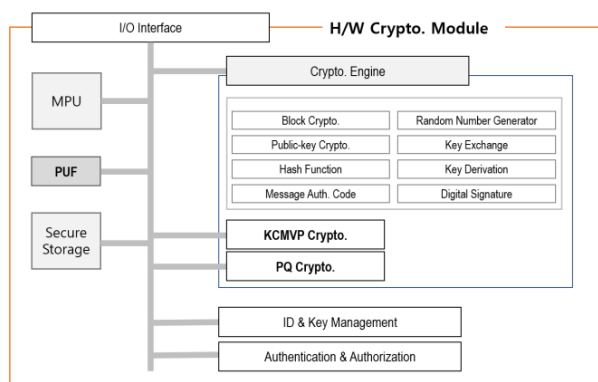 I/O Interface
H/W Crypto. Module
Crypto. Engine
MPU
Block Crypto.
Random Number Generator
Public-key Crypto.
Key Exchange
PUF
Hash Function
Key Derivation
Message Auth. Code
Digital Signature
Secure
Storage
KCMVP Crypto.
PQ Crypto.
ID & Key Management
Authentication & Authorization